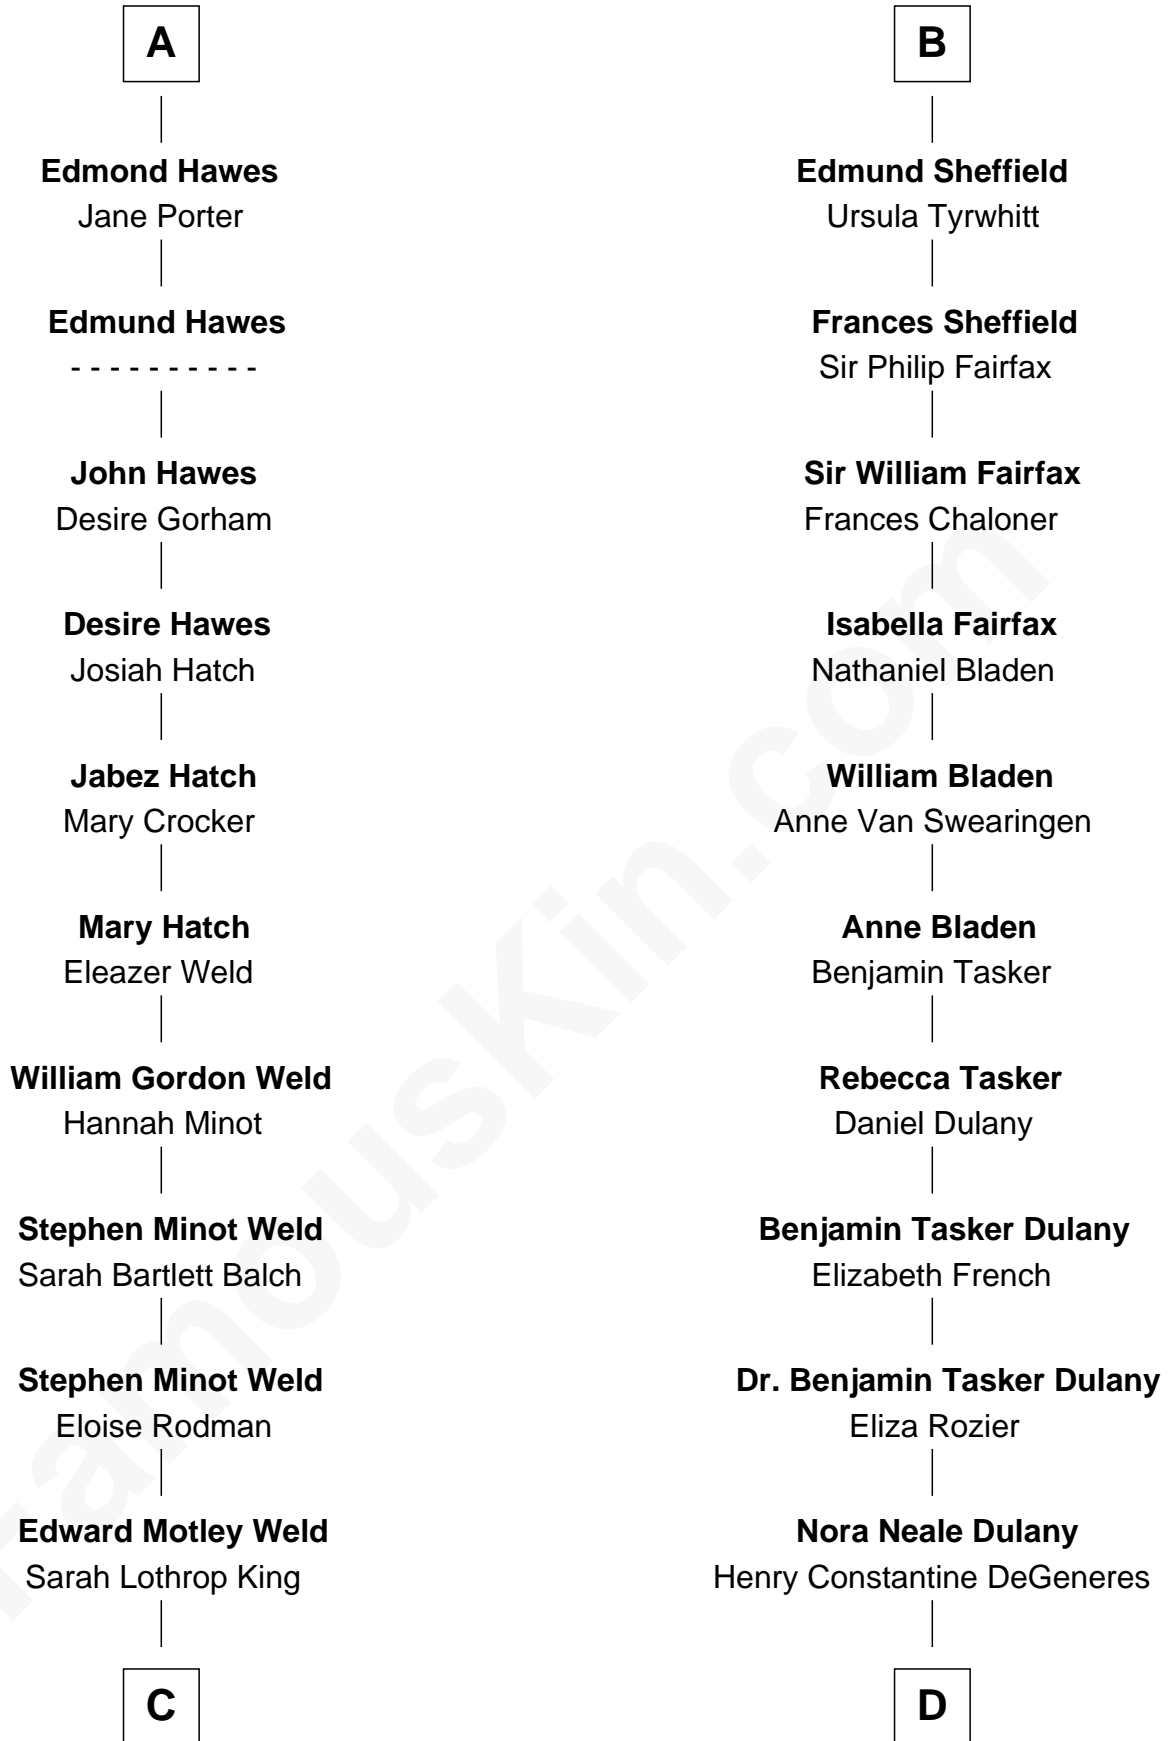 A
Edmond Hawes
Jane Porter
Edmund Hawes
- - - - - - - - - -
John Hawes
Desire Gorham
Desire Hawes
Josiah Hatch
Jabez Hatch
Mary Crocker
Mary Hatch
Eleazer Weld
William Gordon Weld
Hannah Minot
Stephen Minot Weld
Sarah Bartlett Balch
Stephen Minot Weld
Eloise Rodman
Edward Motley Weld
Sarah Lothrop King
C
B
Edmund Sheffield
Ursula Tyrwhitt
Frances Sheffield
Sir Philip Fairfax
Sir William Fairfax
Frances Chaloner
Isabella Fairfax
Nathaniel Bladen
William Bladen
Anne Van Swearingen
Anne Bladen
Benjamin Tasker
Rebecca Tasker
Daniel Dulany
Benjamin Tasker Dulany
Elizabeth French
Dr. Benjamin Tasker Dulany
Eliza Rozier
Nora Neale Dulany
Henry Constantine DeGeneres
D
FamousKin.com